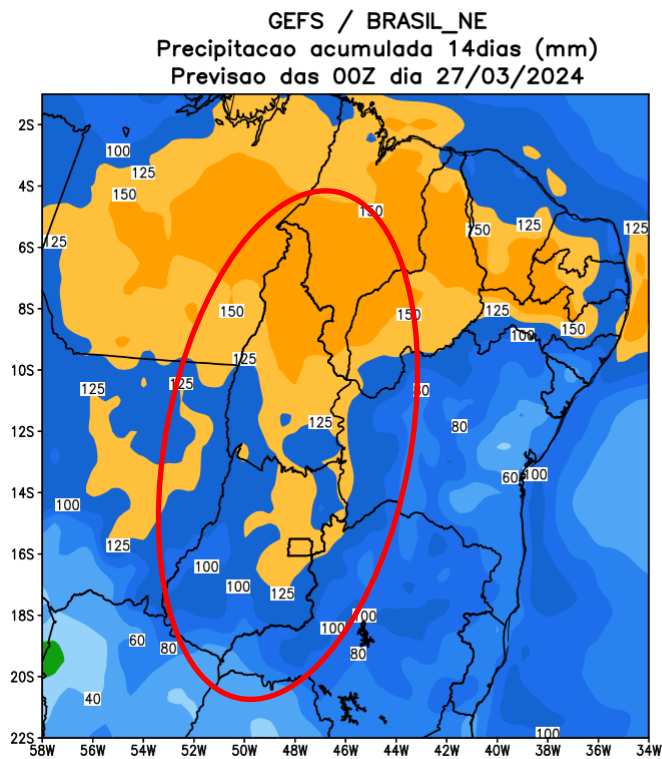 GEFS / BRASIL_NE
Precipitacao acumulada 14dias (mm)
Previsao das 00Z dia 27/03/2024
2S
100
125
4S
150
150
125
125
150
125
6S
8S
150
150
125
150
100
10S
125
125
125
80
125
80
12S
60
100
14S
100
125
16S
100
100
125
18S
100
100
60
80
80
20S
40
100
22S
58W 56W 54W 52W 50W 48W 46W 44W 42W 40W 38W 36W 34W